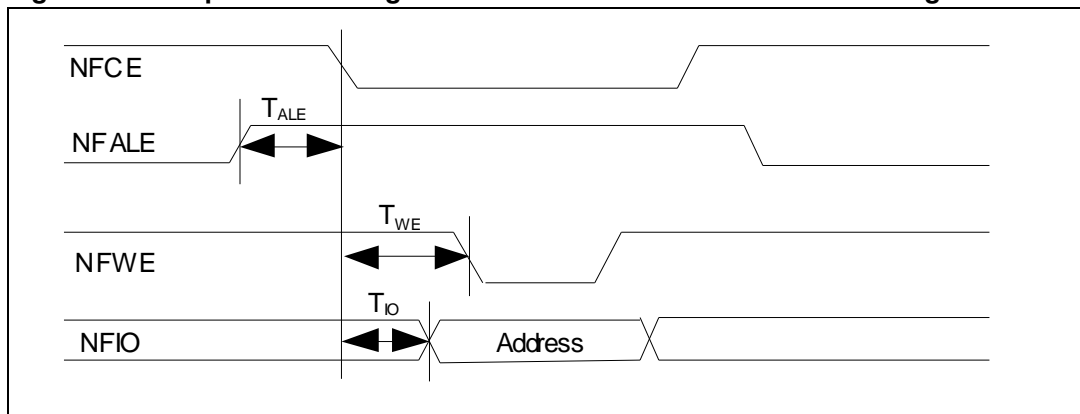 NFCE
T_ALE
NFALE
T_WE
NFWE
T_IO
NFIO
Address